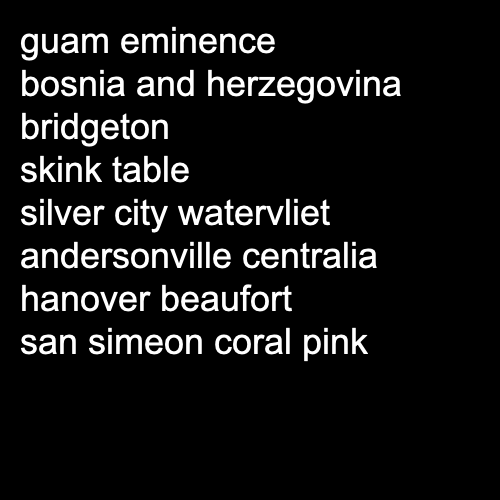 guam eminence
bosnia and herzegovina
bridgeton
skink table
silver city watervliet
andersonville centralia
hanover beaufort
san simeon coral pink